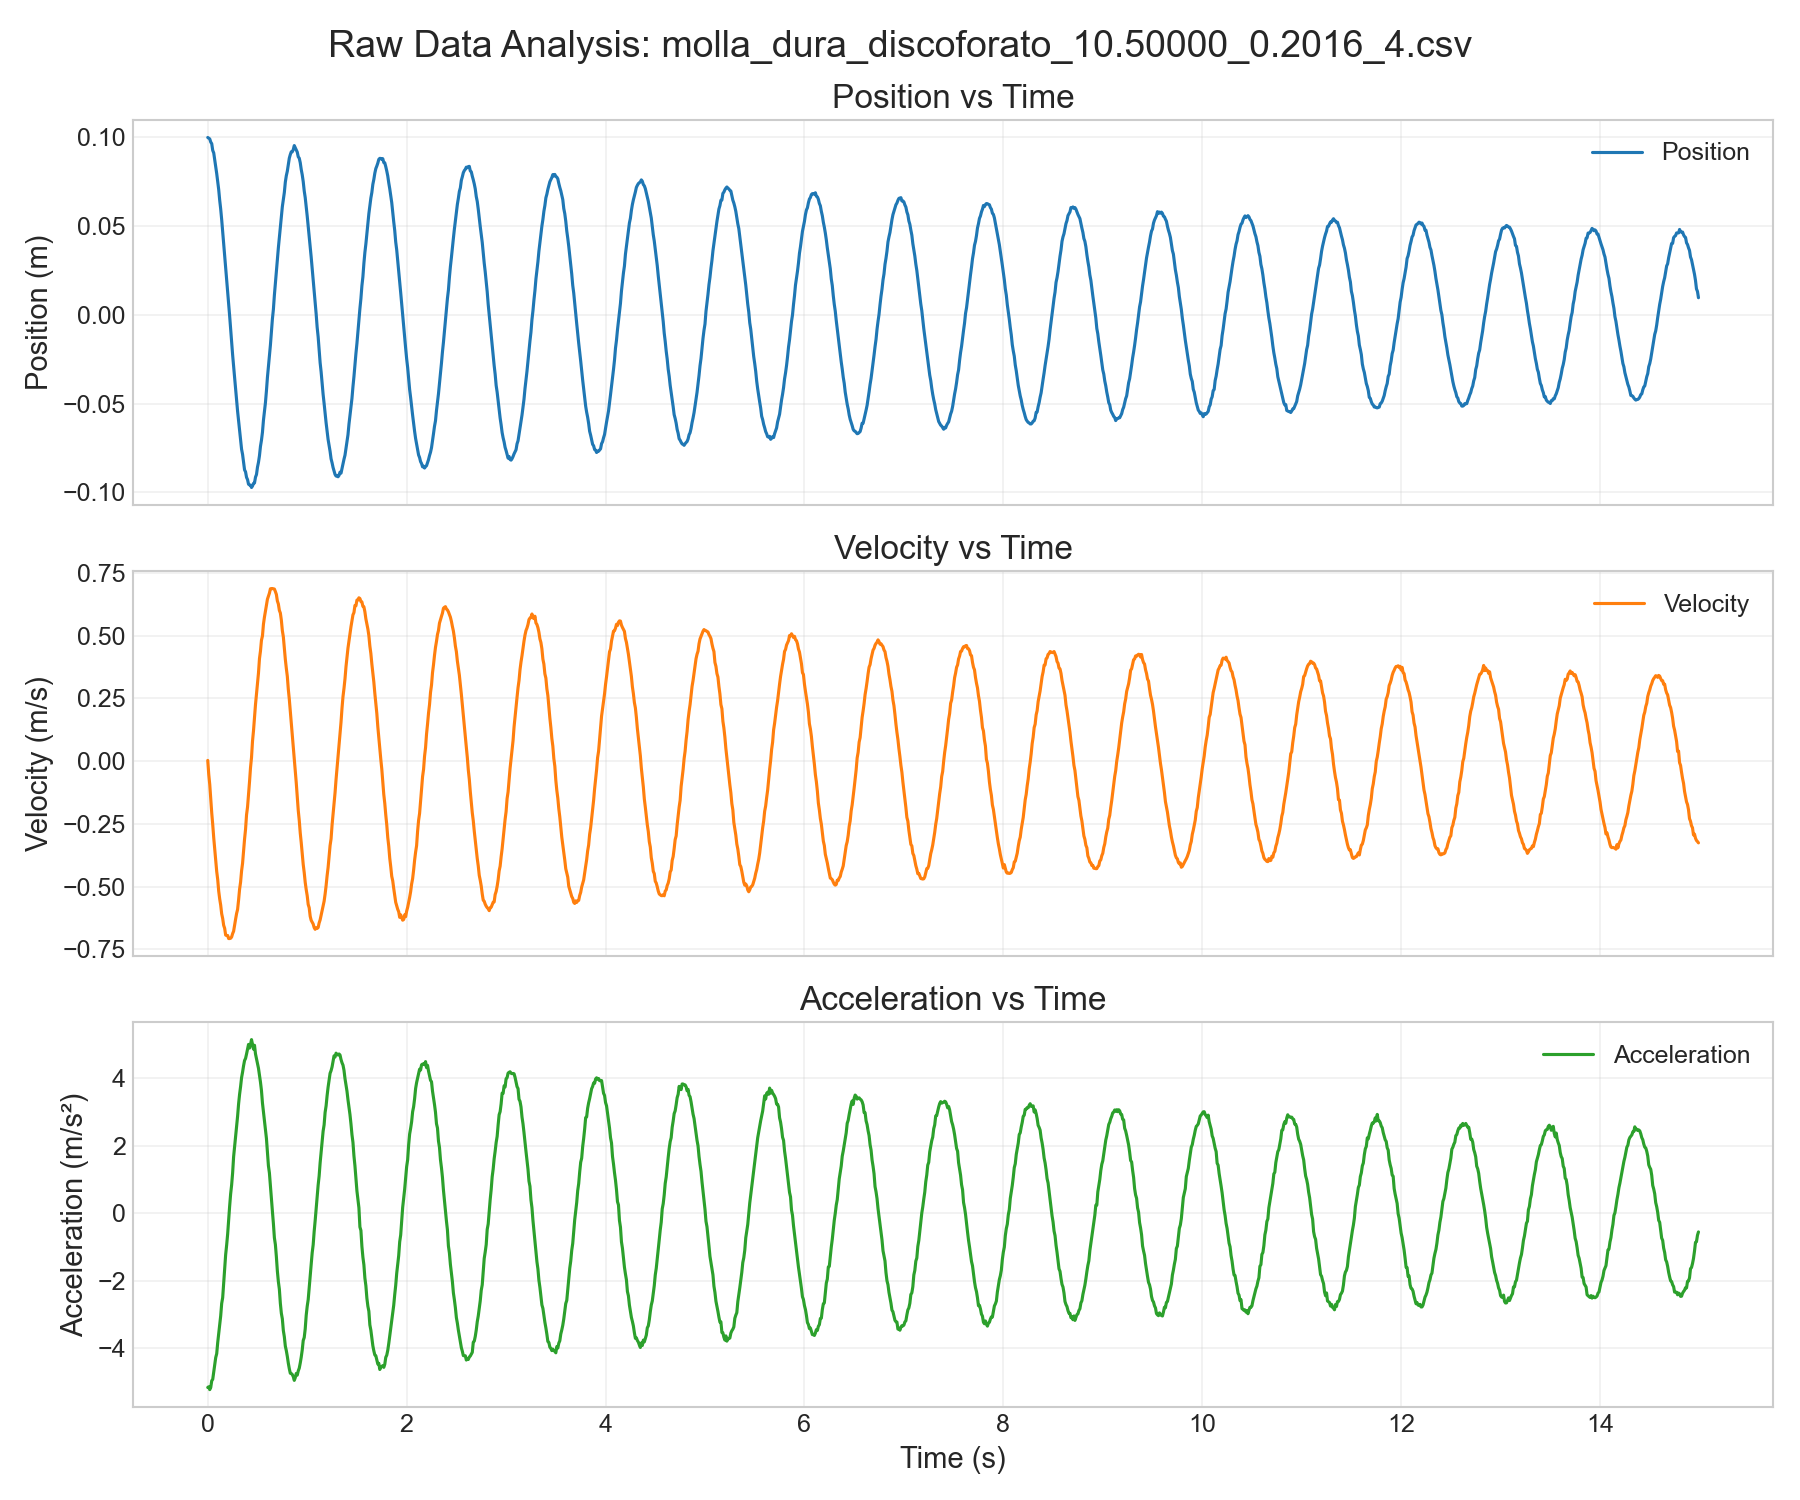 Raw Data Analysis: molla_dura_discoforato_10.50000_0.2016_4.csv
Position vs Time
Position (m)
0.10
0.05
0.00
−0.05
−0.10
Position
Velocity vs Time
Velocity (m/s)
0.75
0.50
0.25
0.00
−0.25
−0.50
−0.75
Velocity
Acceleration vs Time
Acceleration (m/s²)
4
2
0
−2
−4
Acceleration
0 2 4 6 8 10 12 14
Time (s)